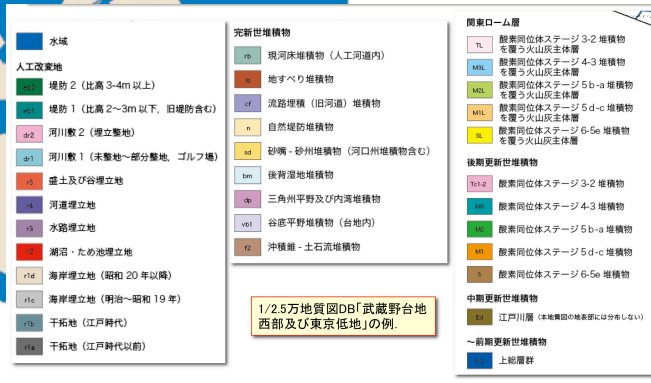 水域
人工改変地
et2 堤防 2（比高 3-4m 以上）
et1 堤防 1（比高 2〜3m 以下，旧堤防含む）
dr2 河川敷 2（埋立整地）
dr1 河川敷 1（未整地〜部分整地，ゴルフ場）
r5 盛土及び谷埋立地
r4 河道埋立地
r3 水路埋立地
r2 湖沼・ため池埋立地
r1d 海岸埋立地（昭和 20 年以降）
r1c 海岸埋立地（明治〜昭和 19 年）
r1b 干拓地（江戸時代）
r1a 干拓地（江戸時代以前）
完新世堆積物
rb 現河床堆積物（人工河道内）
ls 地すべり堆積物
cf 流路埋積（旧河道）堆積物
n 自然堤防堆積物
sd 砂嘴 - 砂州堆積物（河口州堆積物含む）
bm 後背湿地堆積物
dp 三角州平野及び内湾堆積物
vb1 谷底平野堆積物（台地内）
f2 沖積錐 - 土石流堆積物
1/2.5万地質図DB「武蔵野台地
西部及び東京低地」の例.
関東ローム層
TL 酸素同位体ステージ 3-2 堆積物
を覆う火山灰主体層
M3L 酸素同位体ステージ 4-3 堆積物
を覆う火山灰主体層
M2L 酸素同位体ステージ 5 b-a 堆積物
を覆う火山灰主体層
M1L 酸素同位体ステージ 5 d-c 堆積物
を覆う火山灰主体層
SL 酸素同位体ステージ 6-5e 堆積物
を覆う火山灰主体層
後期更新世堆積物
Tc1-2 酸素同位体ステージ 3-2 堆積物
M3 酸素同位体ステージ 4-3 堆積物
M2 酸素同位体ステージ 5 b-a 堆積物
M1 酸素同位体ステージ 5 d-c 堆積物
S 酸素同位体ステージ 6-5e 堆積物
中期更新世堆積物
Ed 江戸川層（本地質図の地表部には分布しない）
〜前期更新世堆積物
上総層群